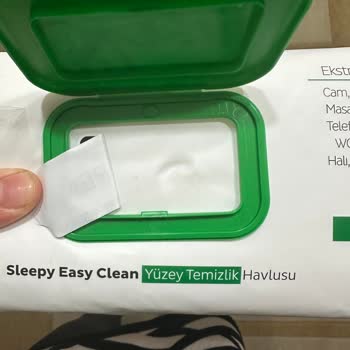 Ekstr
Cam,
Masa
Telef
WC
Halı,
Sleepy Easy Clean Yüzey Temizlik Havlusu